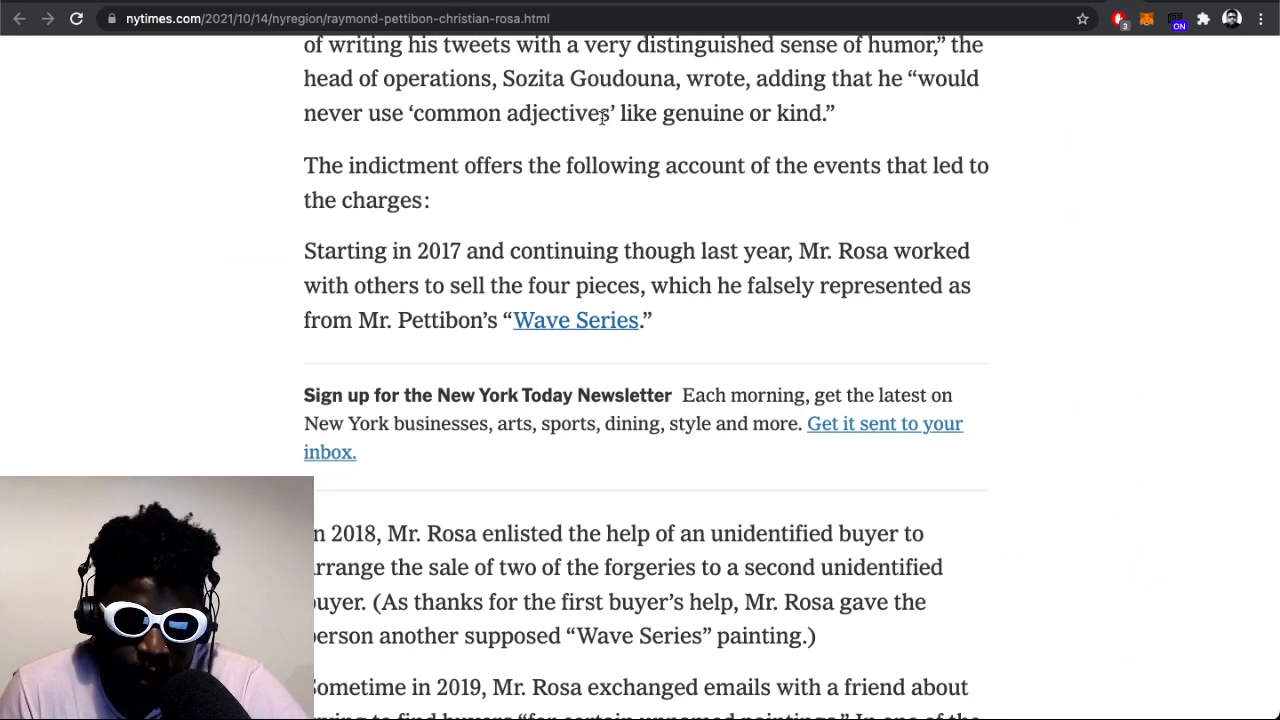 nytimes.com/2021/10/14/nyregion/raymond-pettibon-christian-rosa.html
3
ON
of writing his tweets with a very distinguished sense of humor,” the
head of operations, Sozita Goudouna, wrote, adding that he “would
never use ‘common adjectives’ like genuine or kind.”
The indictment offers the following account of the events that led to
the charges:
Starting in 2017 and continuing though last year, Mr. Rosa worked
with others to sell the four pieces, which he falsely represented as
from Mr. Pettibon’s “Wave Series.”
Sign up for the New York Today Newsletter Each morning, get the latest on
New York businesses, arts, sports, dining, style and more. Get it sent to your
inbox.
In 2018, Mr. Rosa enlisted the help of an unidentified buyer to
arrange the sale of two of the forgeries to a second unidentified
buyer. (As thanks for the first buyer’s help, Mr. Rosa gave the
person another supposed “Wave Series” painting.)
Sometime in 2019, Mr. Rosa exchanged emails with a friend about
trying to find buyers “for certain unnamed paintings.” In one of the